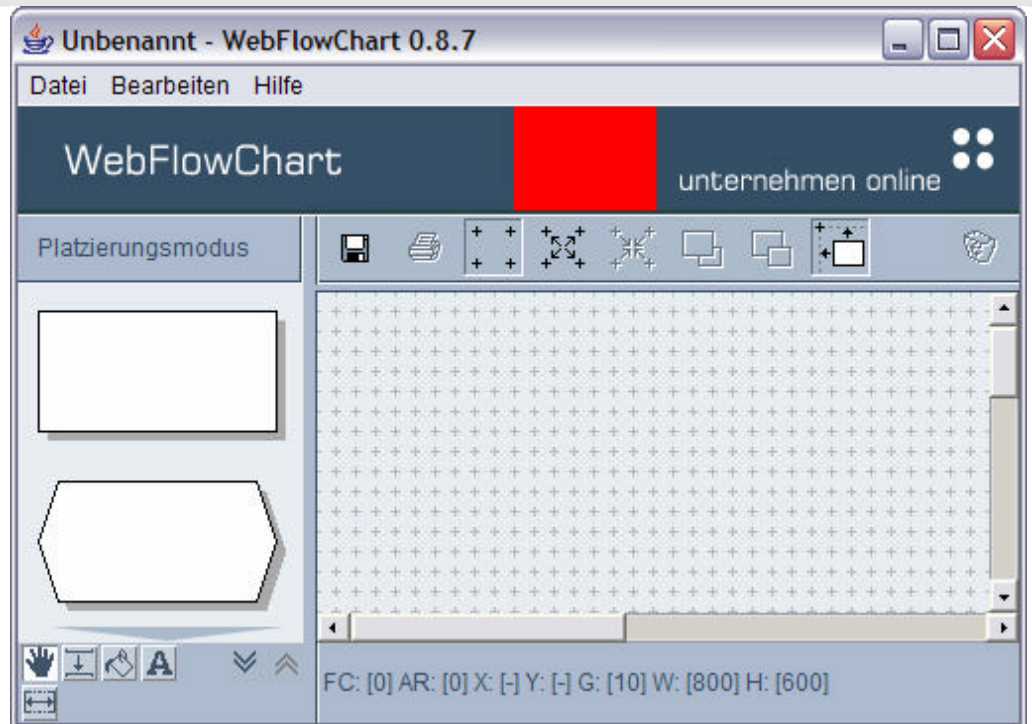 Unbenannt - WebFlowChart 0.8.7
Datei Bearbeiten Hilfe
WebFlowChart
unternehmen online
Platzierungsmodus
A
FC: [0] AR: [0] X: [-] Y: [-] G: [10] W: [800] H: [600]